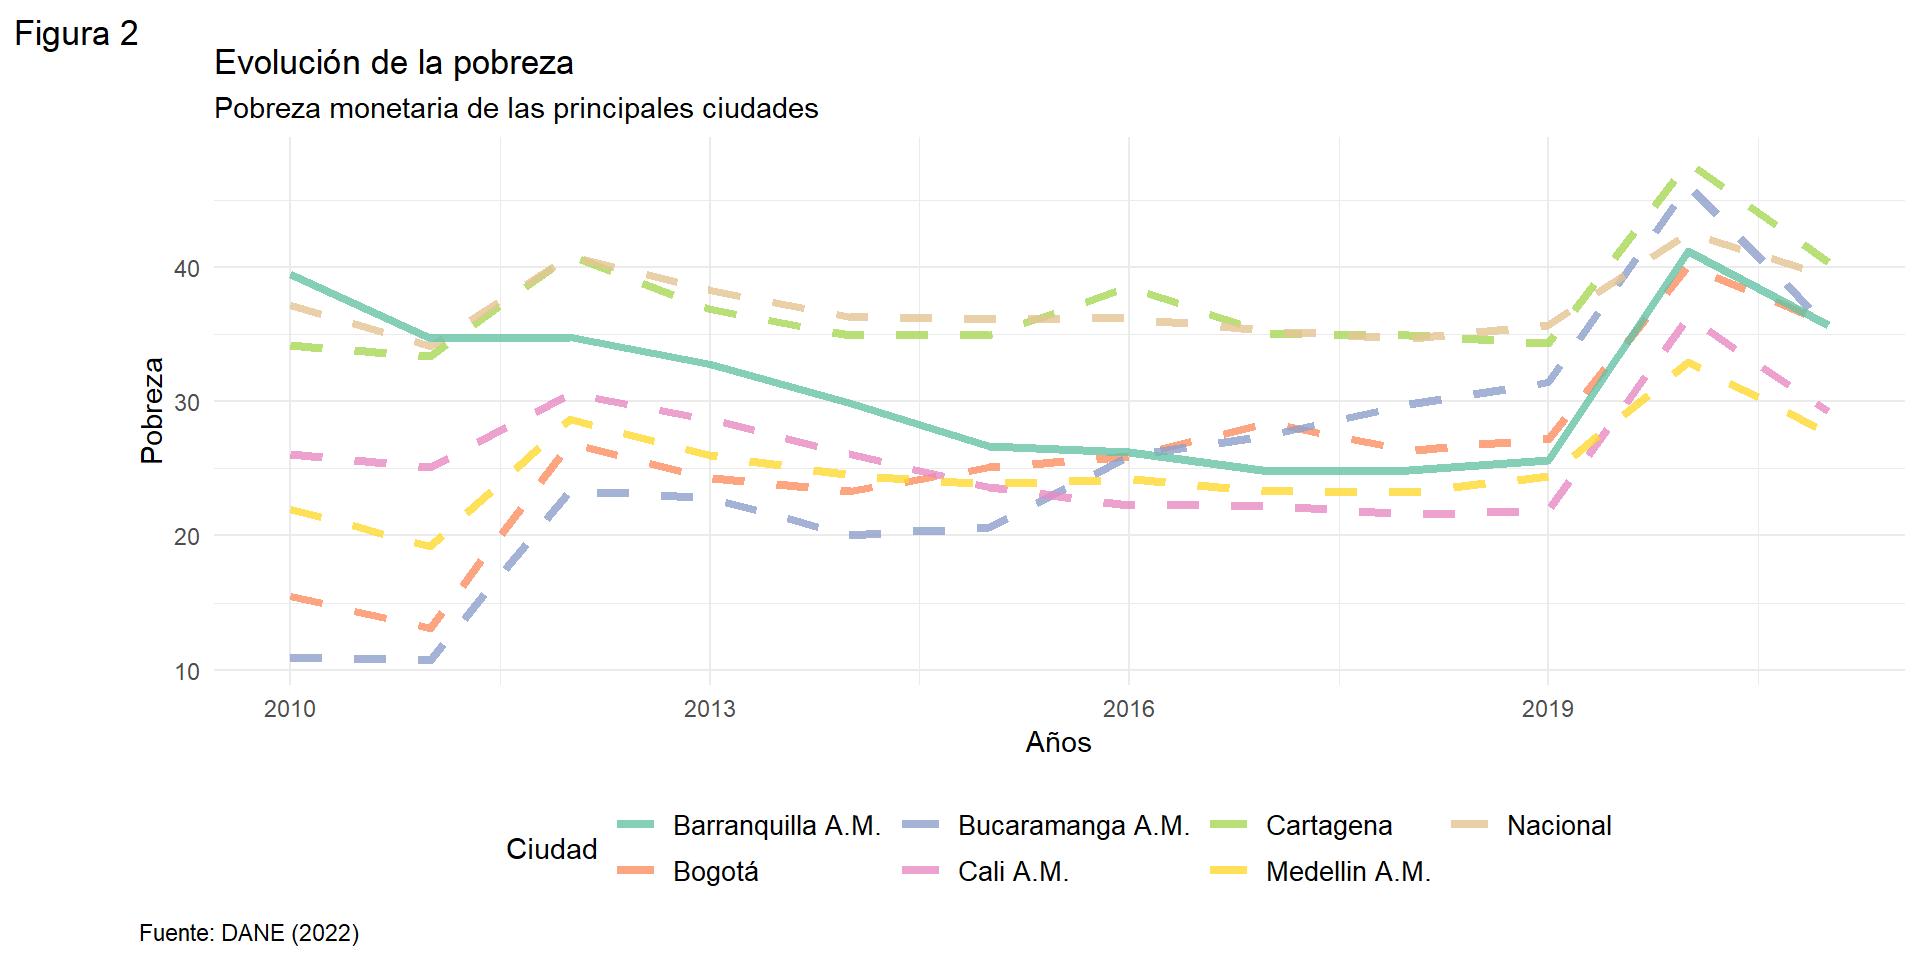 Figura 2
Evolución de la pobreza
Pobreza monetaria de las principales ciudades
Pobreza
40
30
20
10
2010 2013 2016 2019
Años
Ciudad
Barranquilla A.M. Bucaramanga A.M. Cartagena Nacional
Bogotá Cali A.M. Medellin A.M.
Fuente: DANE (2022)